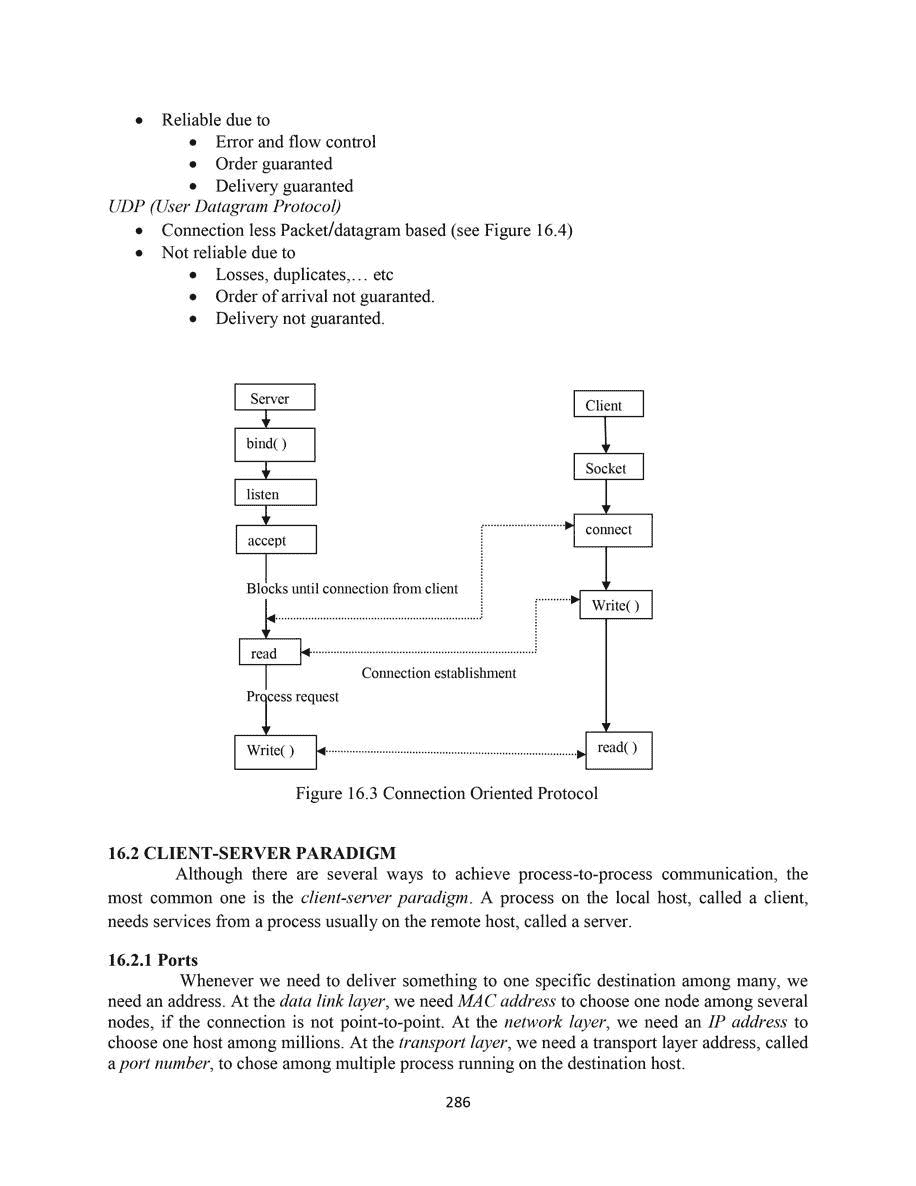 • Reliable due to
• Error and flow control
• Order guaranted
• Delivery guaranted
UDP (User Datagram Protocol)
• Connection less Packet/datagram based (see Figure 16.4)
• Not reliable due to
• Losses, duplicates,… etc
• Order of arrival not guaranted.
• Delivery not guaranted.
Server
Client
bind( )
Socket
listen
connect
accept
Blocks until connection from client
Write( )
read
Connection establishment
Process request
Write( )
read( )
Figure 16.3 Connection Oriented Protocol
16.2 CLIENT-SERVER PARADIGM
Although there are several ways to achieve process-to-process communication, the
most common one is the client-server paradigm. A process on the local host, called a client,
needs services from a process usually on the remote host, called a server.
16.2.1 Ports
Whenever we need to deliver something to one specific destination among many, we
need an address. At the data link layer, we need MAC address to choose one node among several
nodes, if the connection is not point-to-point. At the network layer, we need an IP address to
choose one host among millions. At the transport layer, we need a transport layer address, called
a port number, to chose among multiple process running on the destination host.
286